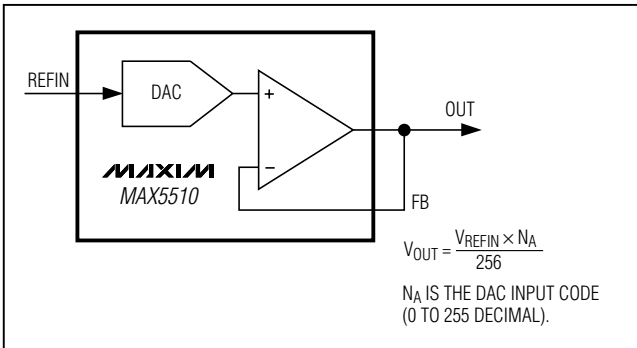 REFIN
DAC
+
OUT
−
MAXIM
MAX5510
FB
V_OUT = V_REFIN × N_A / 256
N_A IS THE DAC INPUT CODE
(0 TO 255 DECIMAL).